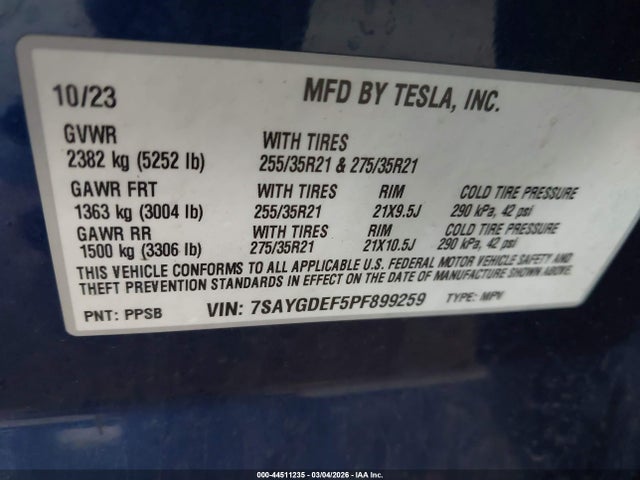 10/23 MFD BY TESLA, INC.
GVWR WITH TIRES
2382 kg (5252 lb) 255/35R21 & 275/35R21
GAWR FRT WITH TIRES RIM COLD TIRE PRESSURE
1363 kg (3004 lb) 255/35R21 21X9.5J 290 kPa, 42 psi
GAWR RR WITH TIRES RIM COLD TIRE PRESSURE
1500 kg (3306 lb) 275/35R21 21X10.5J 290 kPa, 42 psi
THIS VEHICLE CONFORMS TO ALL APPLICABLE U.S. FEDERAL MOTOR VEHICLE SAFETY AND
THEFT PREVENTION STANDARDS IN EFFECT ON THE DATE OF MANUFACTURE SHOWN ABOVE.
PNT: PPSB VIN: 7SAYGDEF5PF899259 TYPE: MPV
000-44511235 - 03/04/2026 - IAA Inc.